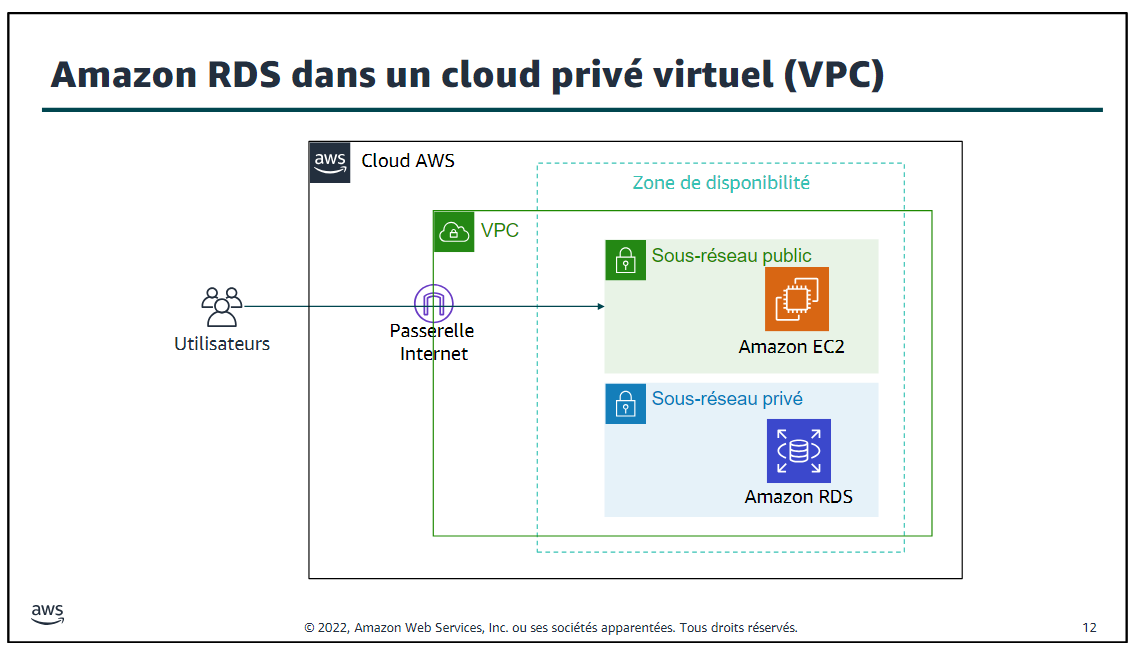 Amazon RDS dans un cloud privé virtuel (VPC)
aws
Cloud AWS
Zone de disponibilité
VPC
Sous-réseau public
Amazon EC2
Utilisateurs
Passerelle
Internet
Sous-réseau privé
Amazon RDS
aws
© 2022, Amazon Web Services, Inc. ou ses sociétés apparentées. Tous droits réservés.
12